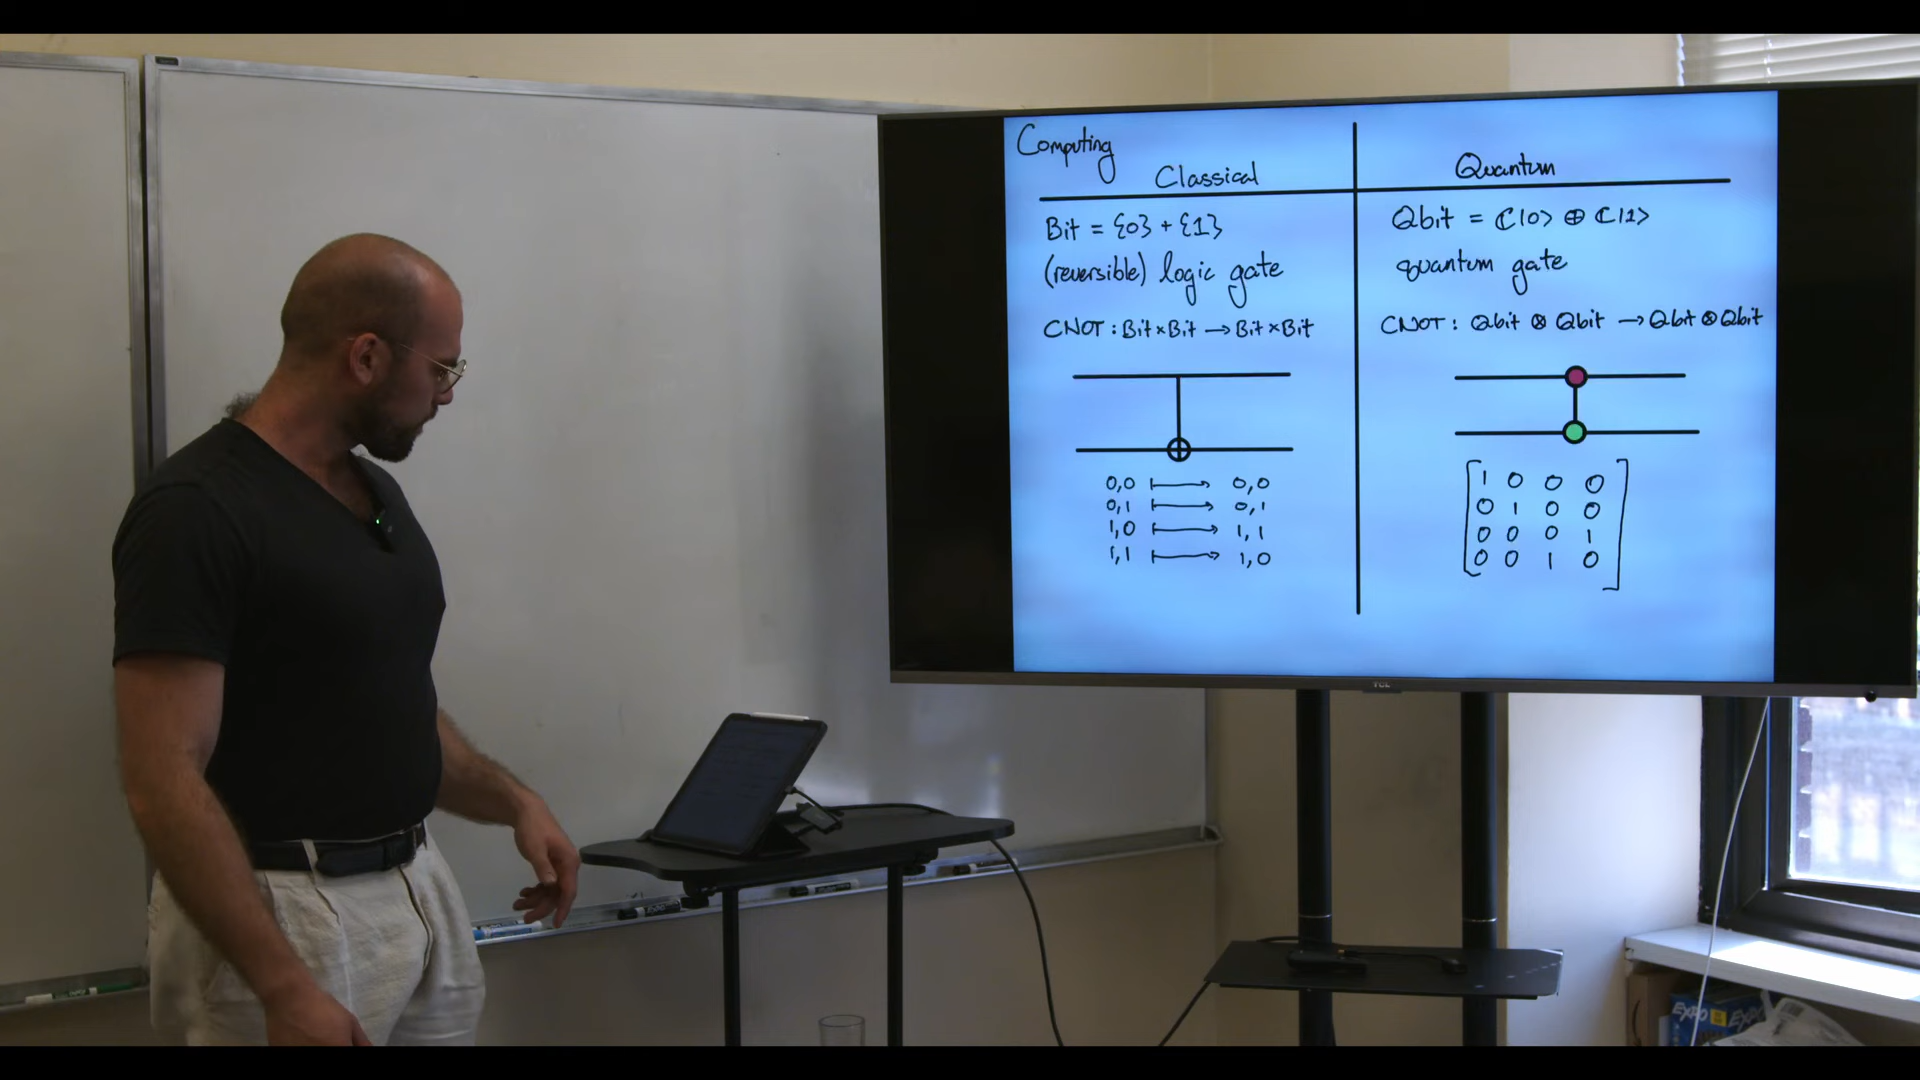 Computing
Classical
Bit = {0} + {1}
(reversible) logic gate
CNOT : Bit × Bit → Bit × Bit
0,0 ⟼ 0,0
0,1 ⟼ 0,1
1,0 ⟼ 1,1
1,1 ⟼ 1,0
Quantum
Qbit = ℂ|0⟩ ⊕ ℂ|1⟩
quantum gate
CNOT : Qbit ⊗ Qbit → Qbit ⊗ Qbit
1 0 0 0
0 1 0 0
0 0 0 1
0 0 1 0
TCL
EXPO